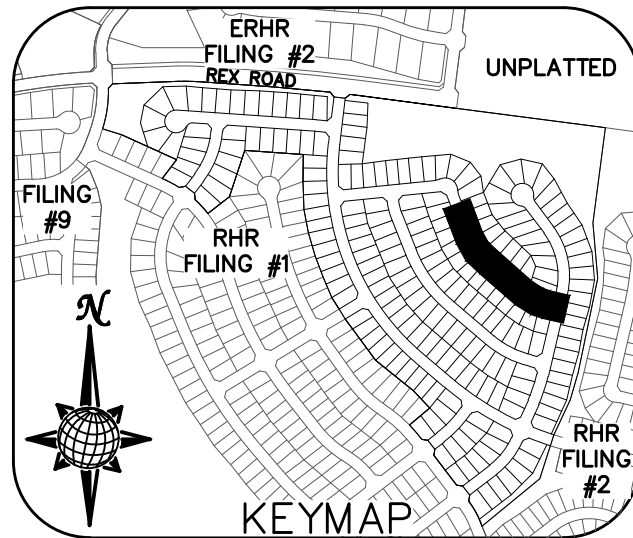 ERHR
FILING #2
REX ROAD
UNPLATTED
FILING
#9
RHR
FILING #1
N
RHR
FILING
#2
KEYMAP